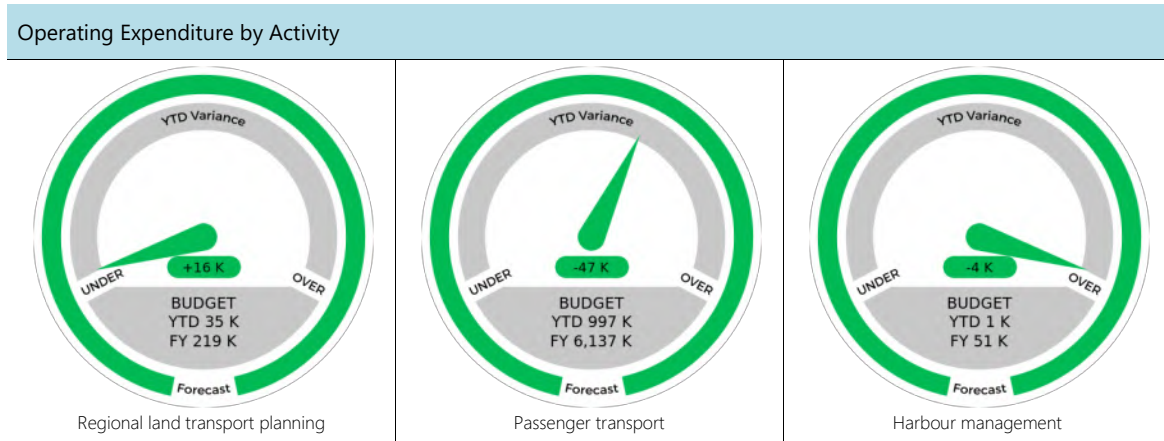 Operating Expenditure by Activity
YTD Variance
UNDER
+16 K
OVER
BUDGET
YTD 35 K
FY 219 K
Forecast
Regional land transport planning
YTD Variance
UNDER
-47 K
OVER
BUDGET
YTD 997 K
FY 6,137 K
Forecast
Passenger transport
YTD Variance
UNDER
-4 K
OVER
BUDGET
YTD 1 K
FY 51 K
Forecast
Harbour management